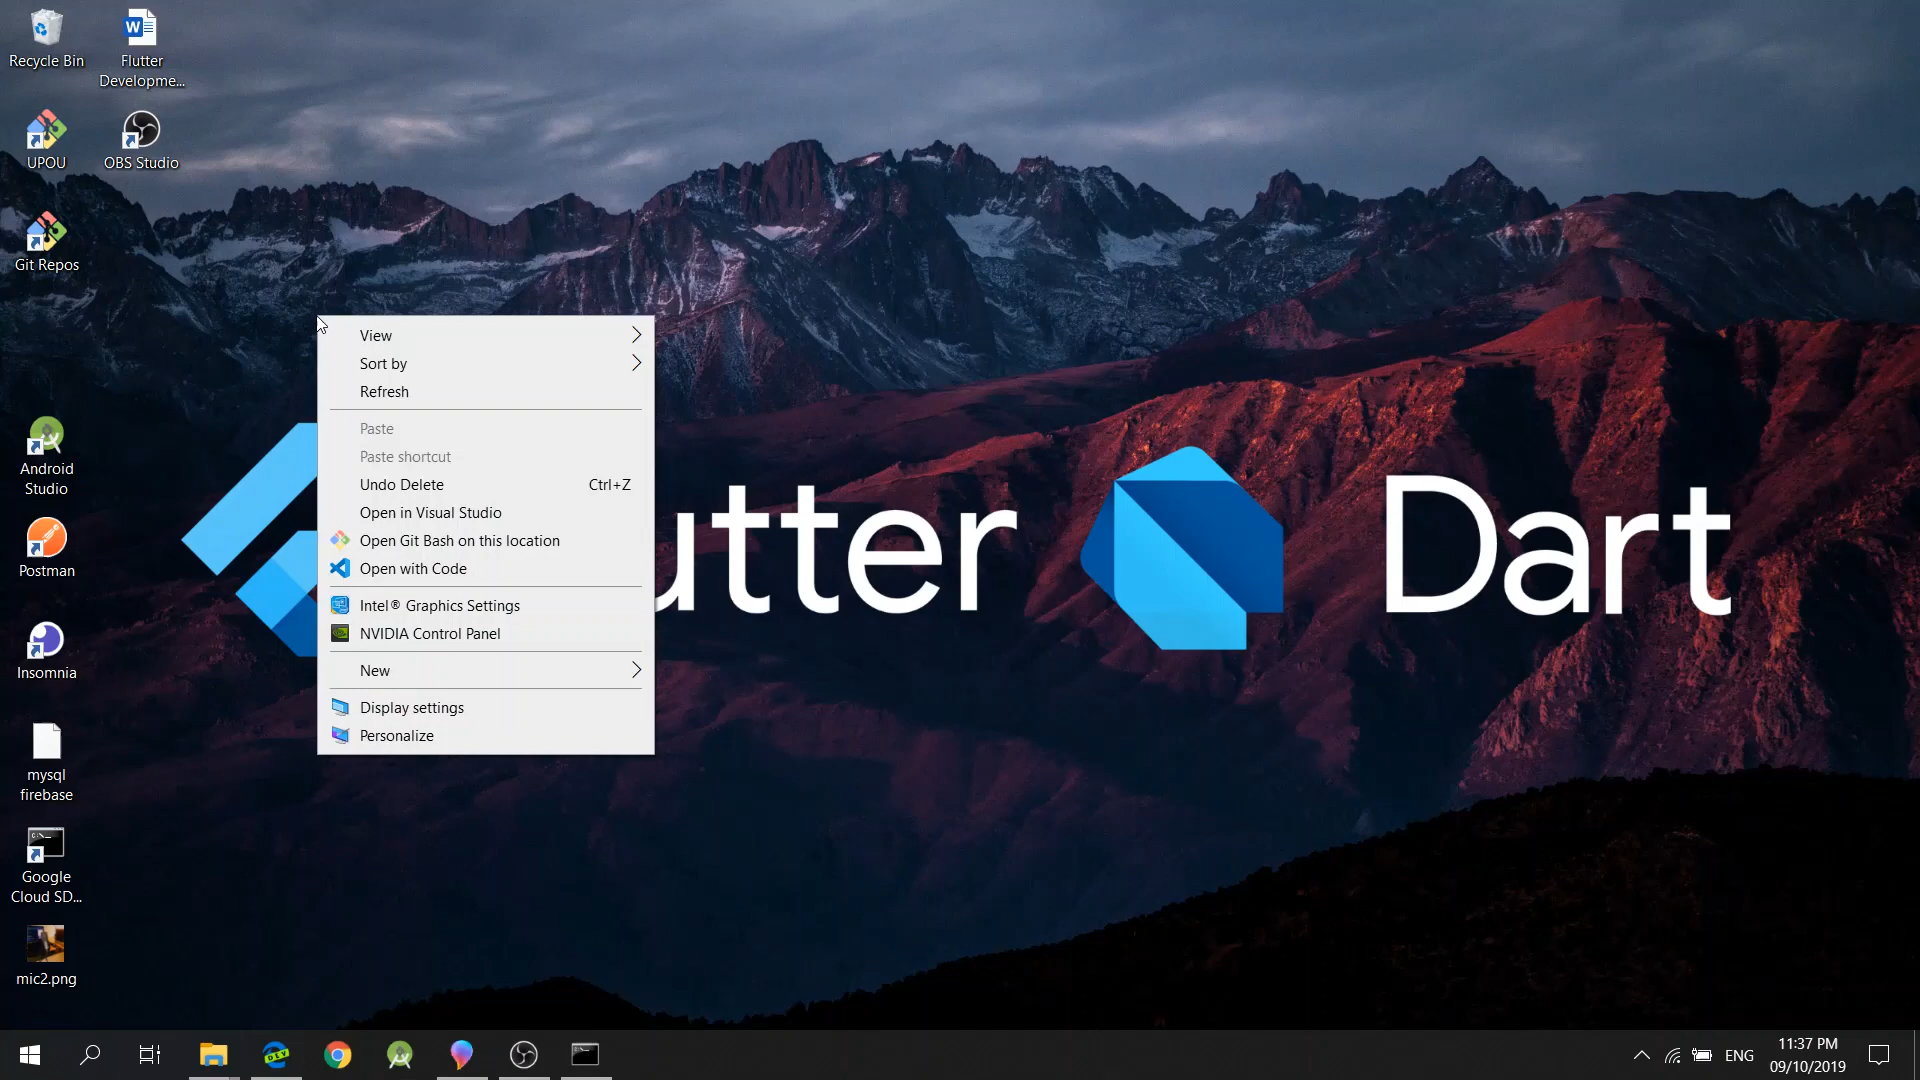 Recycle Bin
Flutter
Developme...
UPOU
OBS Studio
Git Repos
Android
Studio
Postman
Insomnia
mysql
firebase
Google
Cloud SD...
mic2.png
View
Sort by
Refresh
Paste
Paste shortcut
Undo Delete Ctrl+Z
Open in Visual Studio
Open Git Bash on this location
Open with Code
Intel® Graphics Settings
NVIDIA Control Panel
New
Display settings
Personalize
utter
Dart
DEV
ENG
11:37 PM
09/10/2019